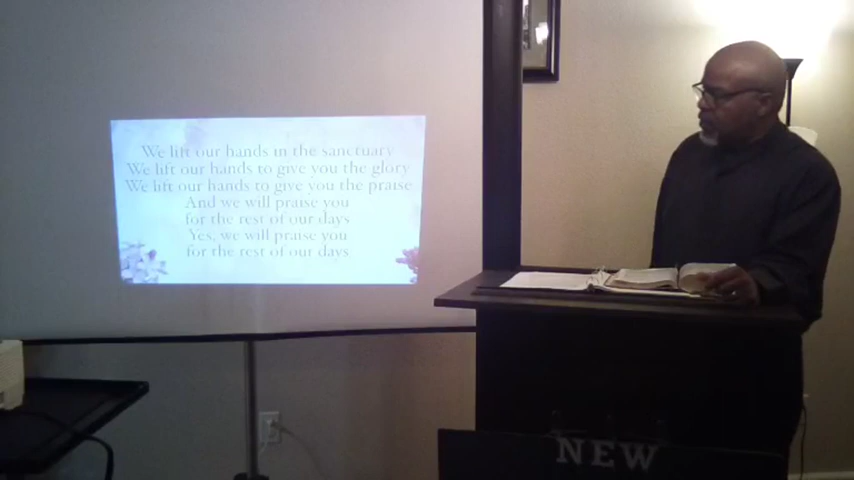 We lift our hands in the sanctuary
We lift our hands to give you the glory
We lift our hands to give you the praise
And we will praise you
for the rest of our days
Yes, we will praise you
for the rest of our days
NEW